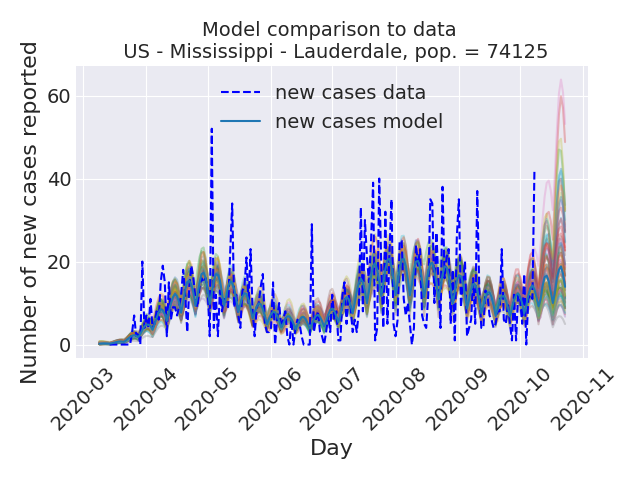 Model comparison to data
US - Mississippi - Lauderdale, pop. = 74125
Number of new cases reported
60
40
20
0
new cases data
new cases model
2020-03
2020-04
2020-05
2020-06
2020-07
2020-08
2020-09
2020-10
2020-11
Day